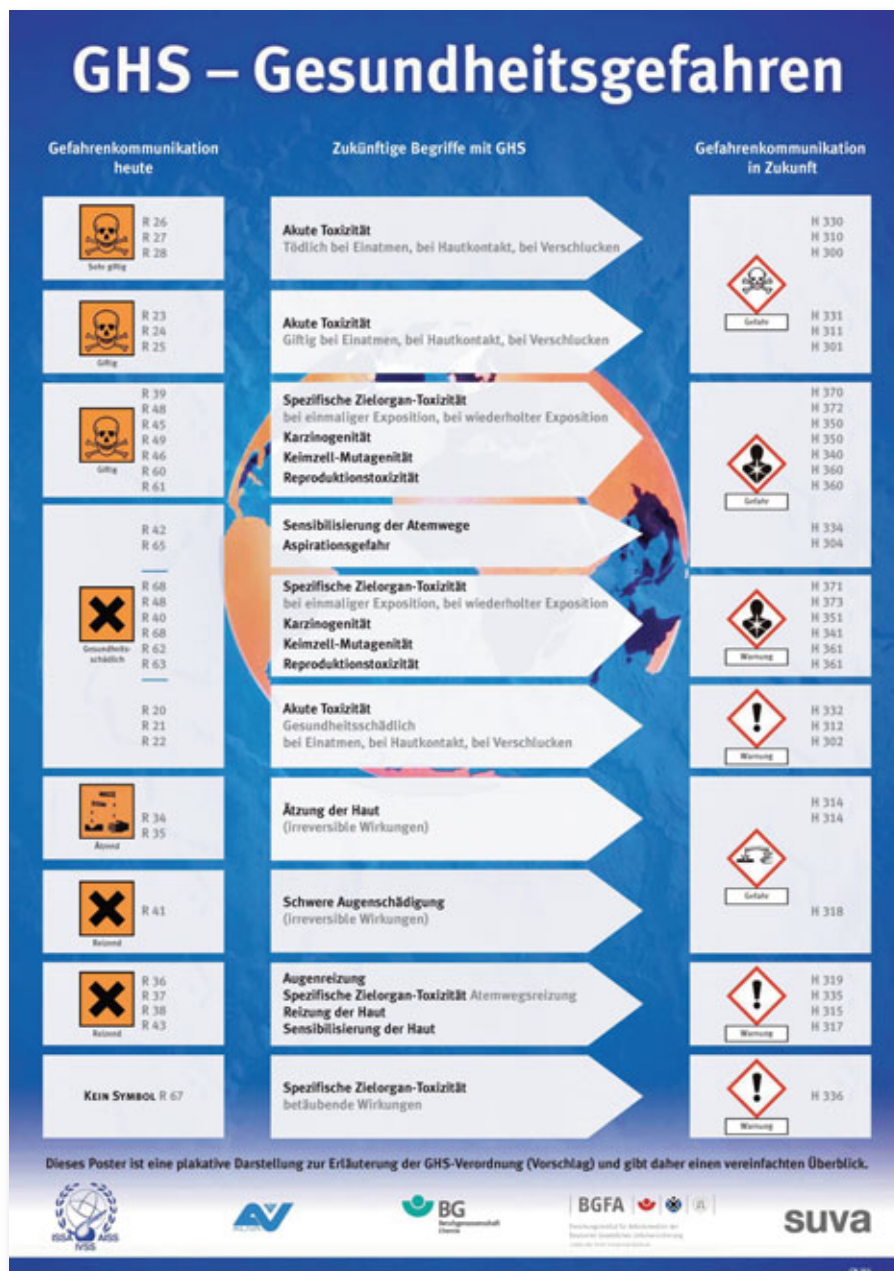 GHS – Gesundheitsgefahren
Gefahrenkommunikation
heute
Zukünftige Begriffe mit GHS
Gefahrenkommunikation
in Zukunft
Sehr giftig
R 26
R 27
R 28
Akute Toxizität
Tödlich bei Einatmen, bei Hautkontakt, bei Verschlucken
H 330
H 310
H 300
Giftig
R 23
R 24
R 25
Akute Toxizität
Giftig bei Einatmen, bei Hautkontakt, bei Verschlucken
Gefahr
H 331
H 311
H 301
Giftig
R 39
R 48
R 45
R 49
R 46
R 60
R 61
Spezifische Zielorgan-Toxizität
bei einmaliger Exposition, bei wiederholter Exposition
Karzinogenität
Keimzell-Mutagenität
Reproduktionstoxizität
Gefahr
H 370
H 372
H 350
H 350
H 340
H 360
H 360
R 42
R 65
Sensibilisierung der Atemwege
Aspirationsgefahr
H 334
H 304
Gesundheits-
schädlich
R 68
R 48
R 40
R 68
R 62
R 63
Spezifische Zielorgan-Toxizität
bei einmaliger Exposition, bei wiederholter Exposition
Karzinogenität
Keimzell-Mutagenität
Reproduktionstoxizität
Warnung
H 371
H 373
H 351
H 341
H 361
H 361
R 20
R 21
R 22
Akute Toxizität
Gesundheitsschädlich
bei Einatmen, bei Hautkontakt, bei Verschlucken
Warnung
H 332
H 312
H 302
Ätzend
R 34
R 35
Ätzung der Haut
(irreversible Wirkungen)
Gefahr
H 314
H 314
Reizend
R 41
Schwere Augenschädigung
(irreversible Wirkungen)
H 318
Reizend
R 36
R 37
R 38
R 43
Augenreizung
Spezifische Zielorgan-Toxizität Atemwegsreizung
Reizung der Haut
Sensibilisierung der Haut
Warnung
H 319
H 335
H 315
H 317
KEIN SYMBOL R 67
Spezifische Zielorgan-Toxizität
betäubende Wirkungen
Warnung
H 336
Dieses Poster ist eine plakative Darstellung zur Erläuterung der GHS-Verordnung (Vorschlag) und gibt daher einen vereinfachten Überblick.
ISSA AISS
IVSS
BG
Berufsgenossenschaft
Chemie
BGFA
suva